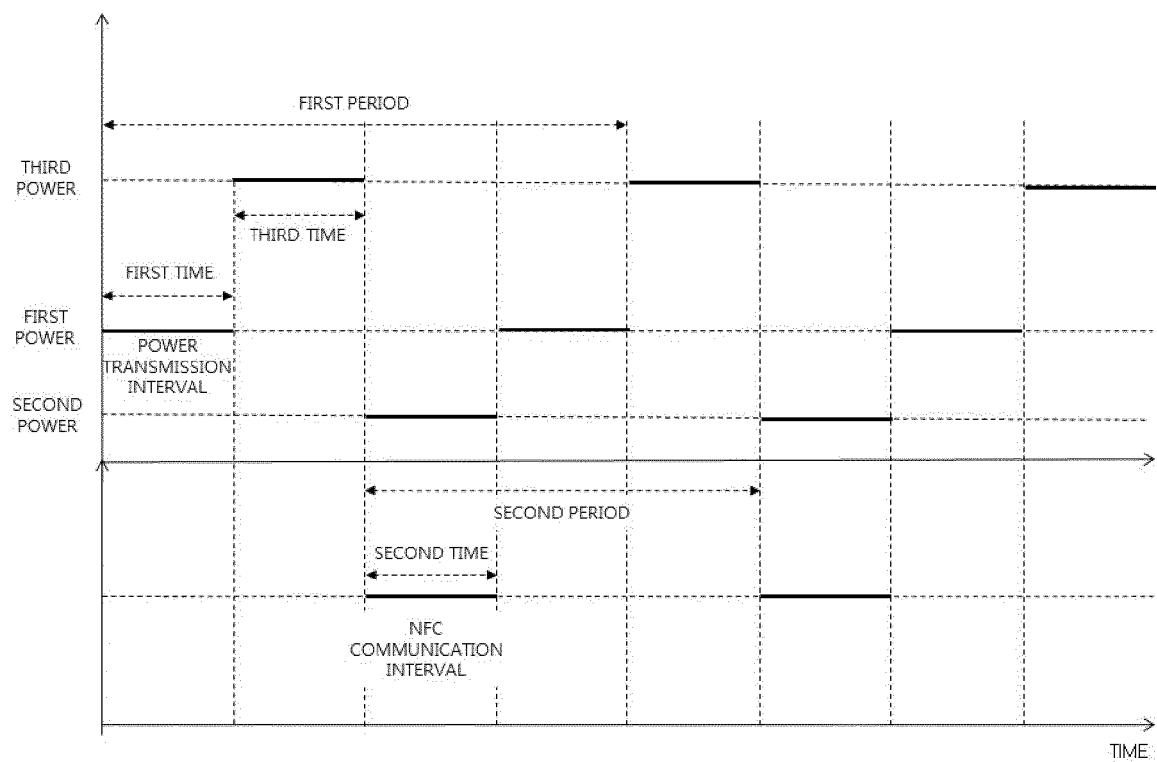 FIRST PERIOD
THIRD
POWER
THIRD TIME
FIRST TIME
FIRST
POWER
POWER
TRANSMISSION
INTERVAL
SECOND
POWER
SECOND PERIOD
SECOND TIME
NFC
COMMUNICATION
INTERVAL
TIME